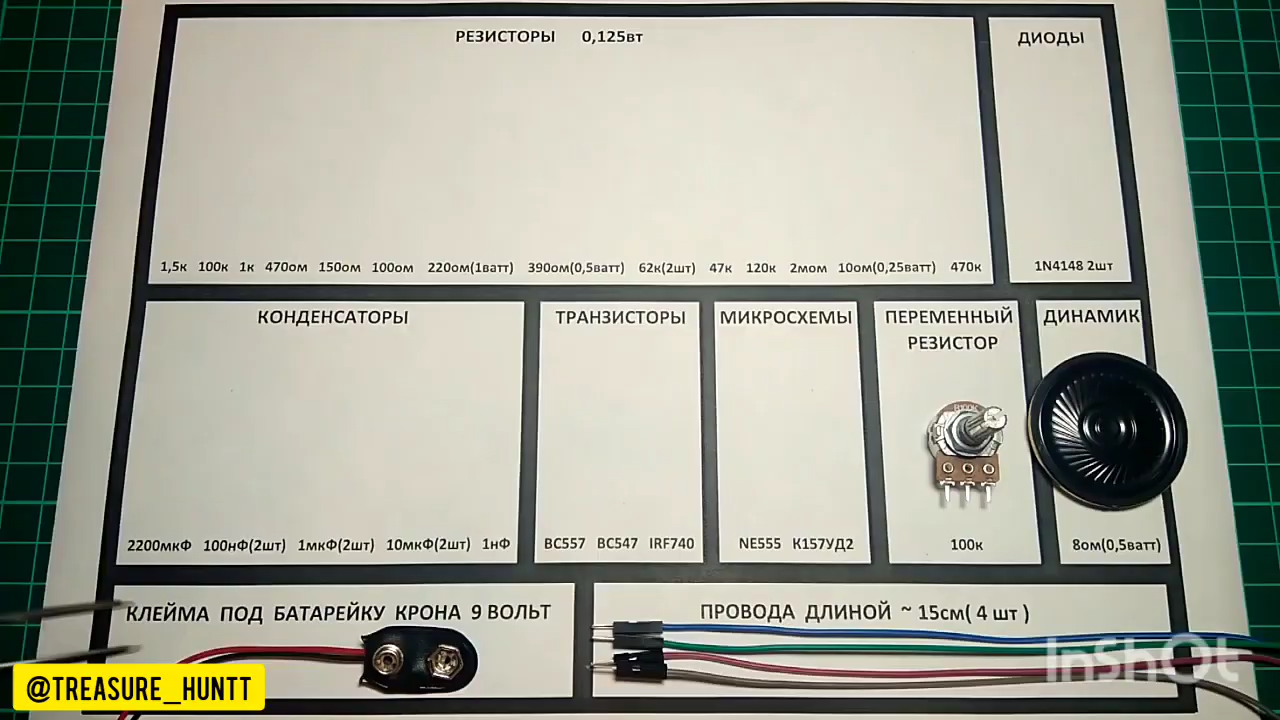 РЕЗИСТОРЫ 0,125вт
ДИОДЫ
1,5к 100к 1к 470ом 150ом 100ом 220ом(1ватт) 390ом(0,5ватт) 62к(2шт) 47к 120к 2мом 10ом(0,25ватт) 470к
1N4148 2шт
КОНДЕНСАТОРЫ
ТРАНЗИСТОРЫ
МИКРОСХЕМЫ
ПЕРЕМЕННЫЙ
РЕЗИСТОР
ДИНАМИК
2200мкФ 100нФ(2шт) 1мкФ(2шт) 10мкФ(2шт) 1нФ
BC557 BC547 IRF740
NE555 К157УД2
100к
8ом(0,5ватт)
КЛЕЙМА ПОД БАТАРЕЙКУ КРОНА 9 ВОЛЬТ
ПРОВОДА ДЛИНОЙ ~ 15см( 4 шт )
@TREASURE_HUNTT
InShOt